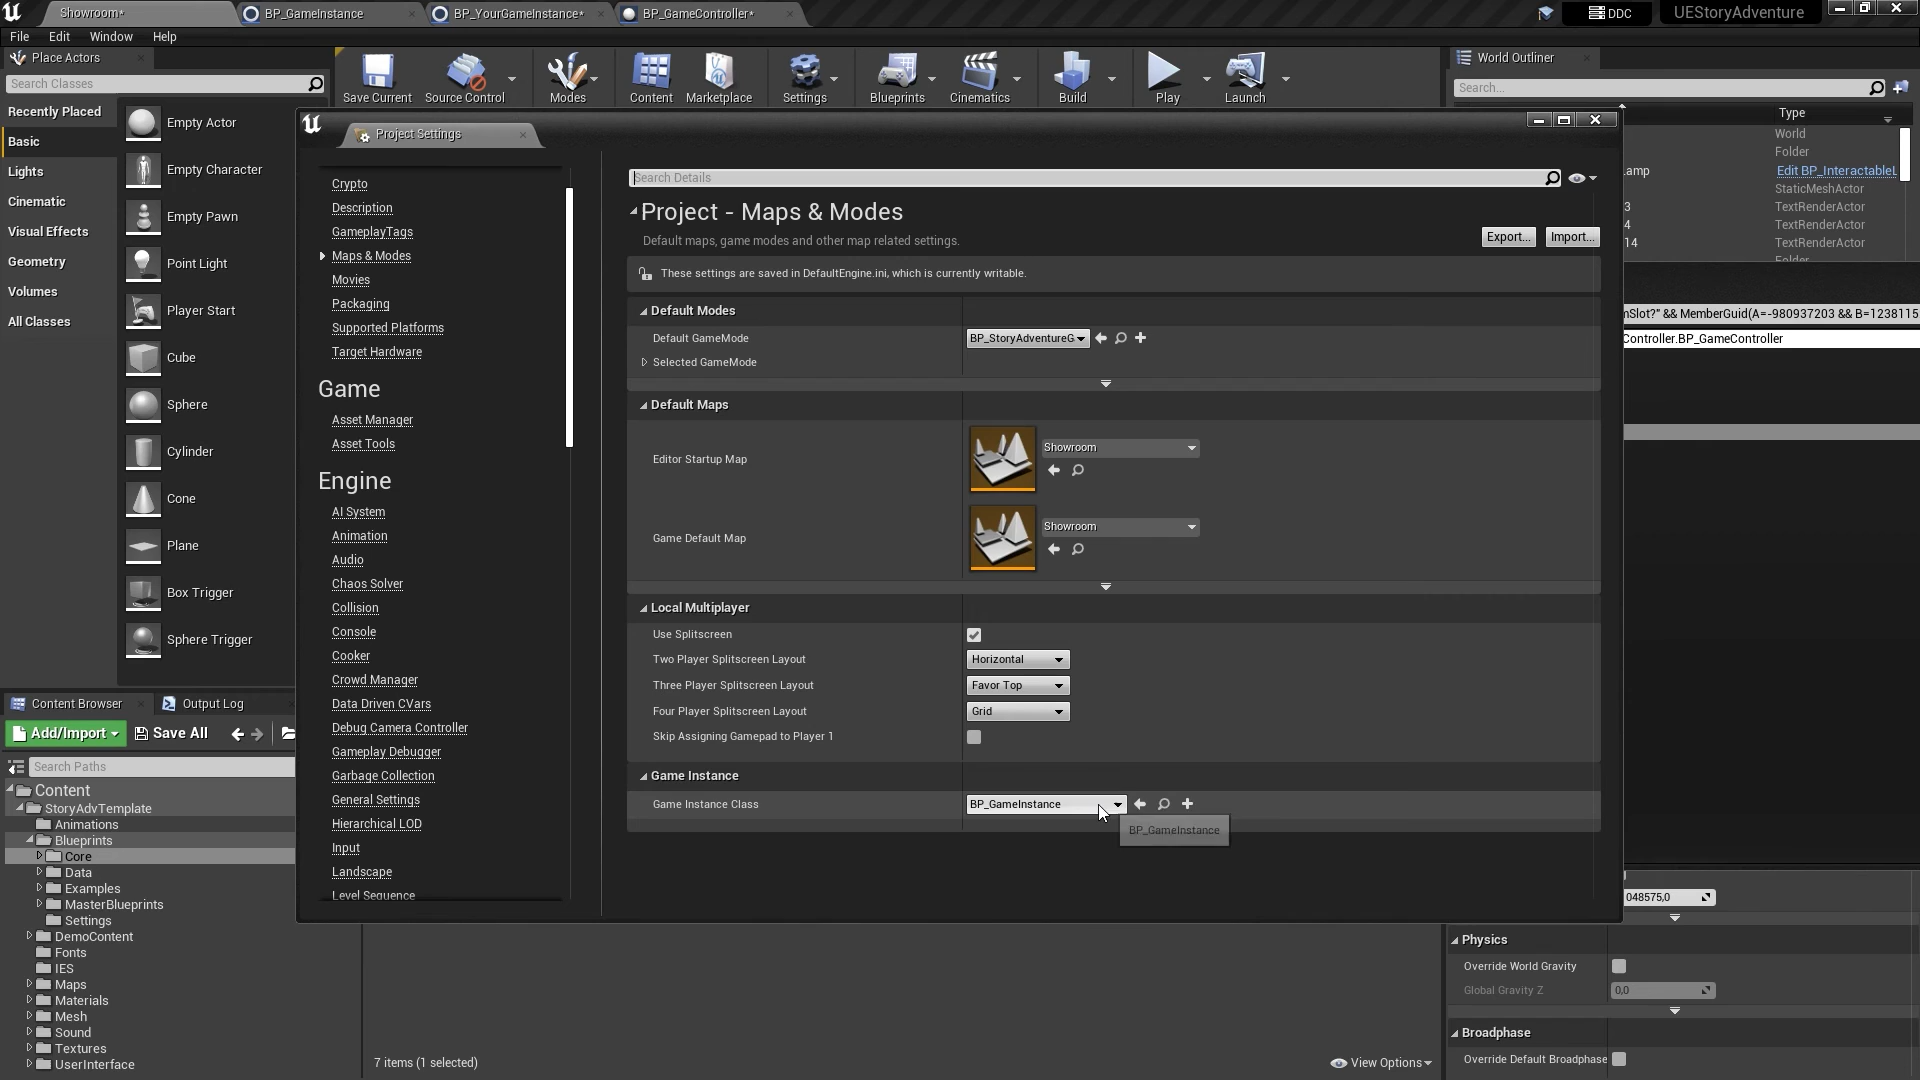 Showroom*
BP_GameInstance
BP_YourGameInstance*
BP_GameController*
DDC
UEStoryAdventure
File Edit Window Help
Place Actors
Search Classes
Recently Placed
Basic
Lights
Cinematic
Visual Effects
Geometry
Volumes
All Classes
Empty Actor
Empty Character
Empty Pawn
Point Light
Player Start
Cube
Sphere
Cylinder
Cone
Plane
Box Trigger
Sphere Trigger
Save Current
Source Control
Modes
Content
Marketplace
Settings
Blueprints
Cinematics
Build
Play
Launch
World Outliner
Search...
Type
World
Folder
amp Edit BP_InteractableL
StaticMeshActor
3 TextRenderActor
4 TextRenderActor
14 TextRenderActor
Folder
mSlot?" && MemberGuid(A=-980937203 && B=1238115
Controller.BP_GameController
Project Settings
Crypto
Description
GameplayTags
Maps & Modes
Movies
Packaging
Supported Platforms
Target Hardware
Game
Asset Manager
Asset Tools
Engine
AI System
Animation
Audio
Chaos Solver
Collision
Console
Cooker
Crowd Manager
Data Driven CVars
Debug Camera Controller
Gameplay Debugger
Garbage Collection
General Settings
Hierarchical LOD
Input
Landscape
Level Sequence
Search Details
Project - Maps & Modes
Default maps, game modes and other map related settings.
Export...
Import...
These settings are saved in DefaultEngine.ini, which is currently writable.
Default Modes
Default GameMode BP_StoryAdventureG
Selected GameMode
Default Maps
Editor Startup Map Showroom
Game Default Map Showroom
Local Multiplayer
Use Splitscreen
Two Player Splitscreen Layout Horizontal
Three Player Splitscreen Layout Favor Top
Four Player Splitscreen Layout Grid
Skip Assigning Gamepad to Player 1
Game Instance
Game Instance Class BP_GameInstance
BP_GameInstance
Content Browser
Output Log
Add/Import
Save All
Search Paths
Content
StoryAdvTemplate
Animations
Blueprints
Core
Data
Examples
MasterBlueprints
Settings
DemoContent
Fonts
IES
Maps
Materials
Mesh
Sound
Textures
UserInterface
7 items (1 selected)
View Options
048575,0
Physics
Override World Gravity
Global Gravity Z 0,0
Broadphase
Override Default Broadphase